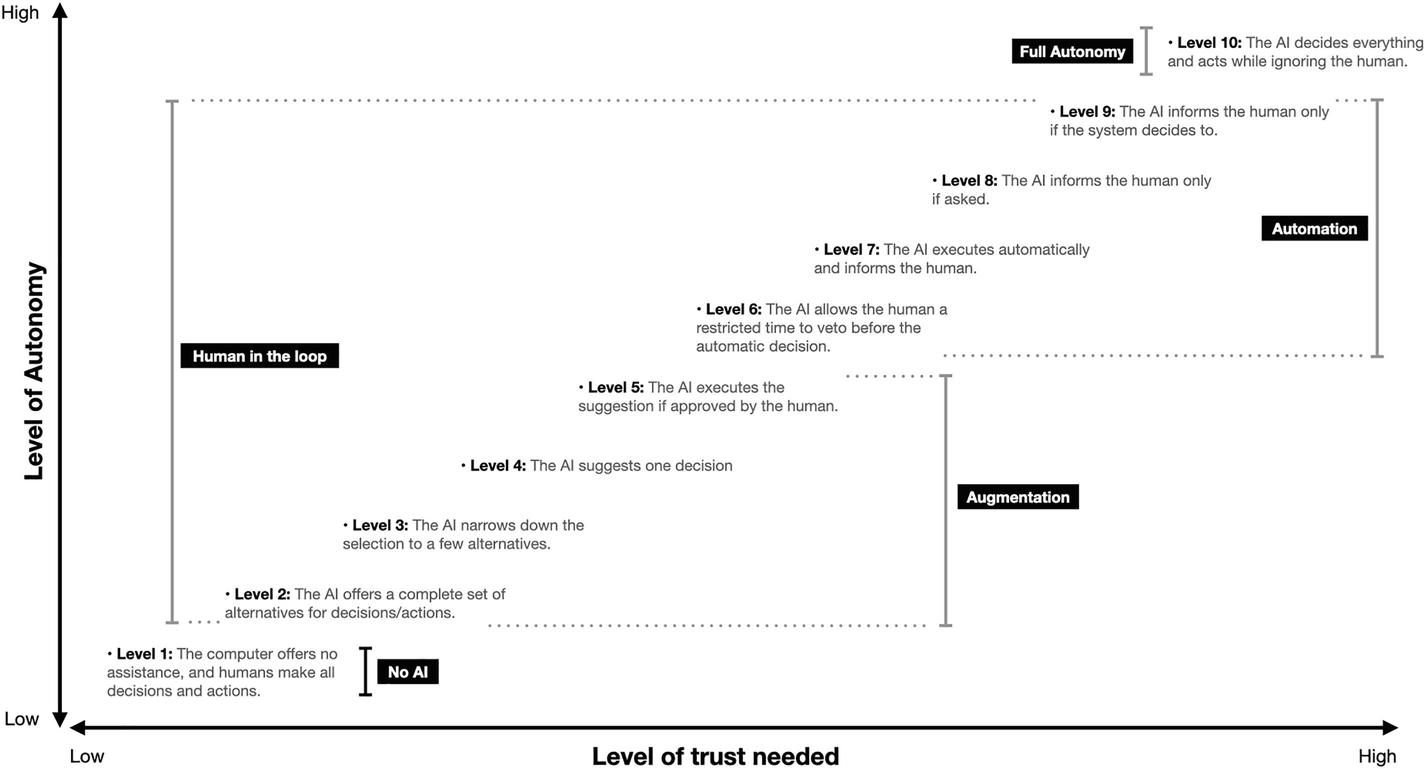 High
Full Autonomy
• Level 10: The AI decides everything
and acts while ignoring the human.
• Level 9: The AI informs the human only
if the system decides to.
• Level 8: The AI informs the human only
if asked.
Automation
• Level 7: The AI executes automatically
and informs the human.
• Level 6: The AI allows the human a
restricted time to veto before the
automatic decision.
Human in the loop
Level of Autonomy
• Level 5: The AI executes the
suggestion if approved by the human.
• Level 4: The AI suggests one decision
Augmentation
• Level 3: The AI narrows down the
selection to a few alternatives.
• Level 2: The AI offers a complete set of
alternatives for decisions/actions.
• Level 1: The computer offers no
assistance, and humans make all
decisions and actions.
No AI
Low
Low
Level of trust needed
High